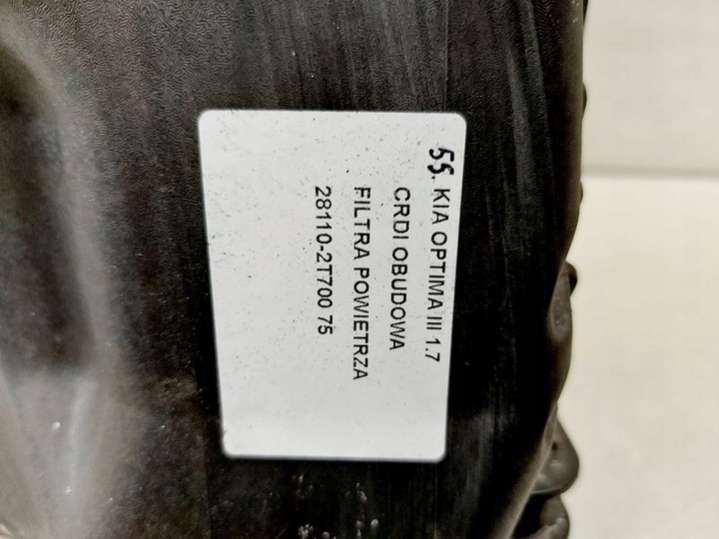 55. KIA OPTIMA III 1.7
CRDI OBUDOWA
FILTRA POWIETRZA
28110-2T700 75